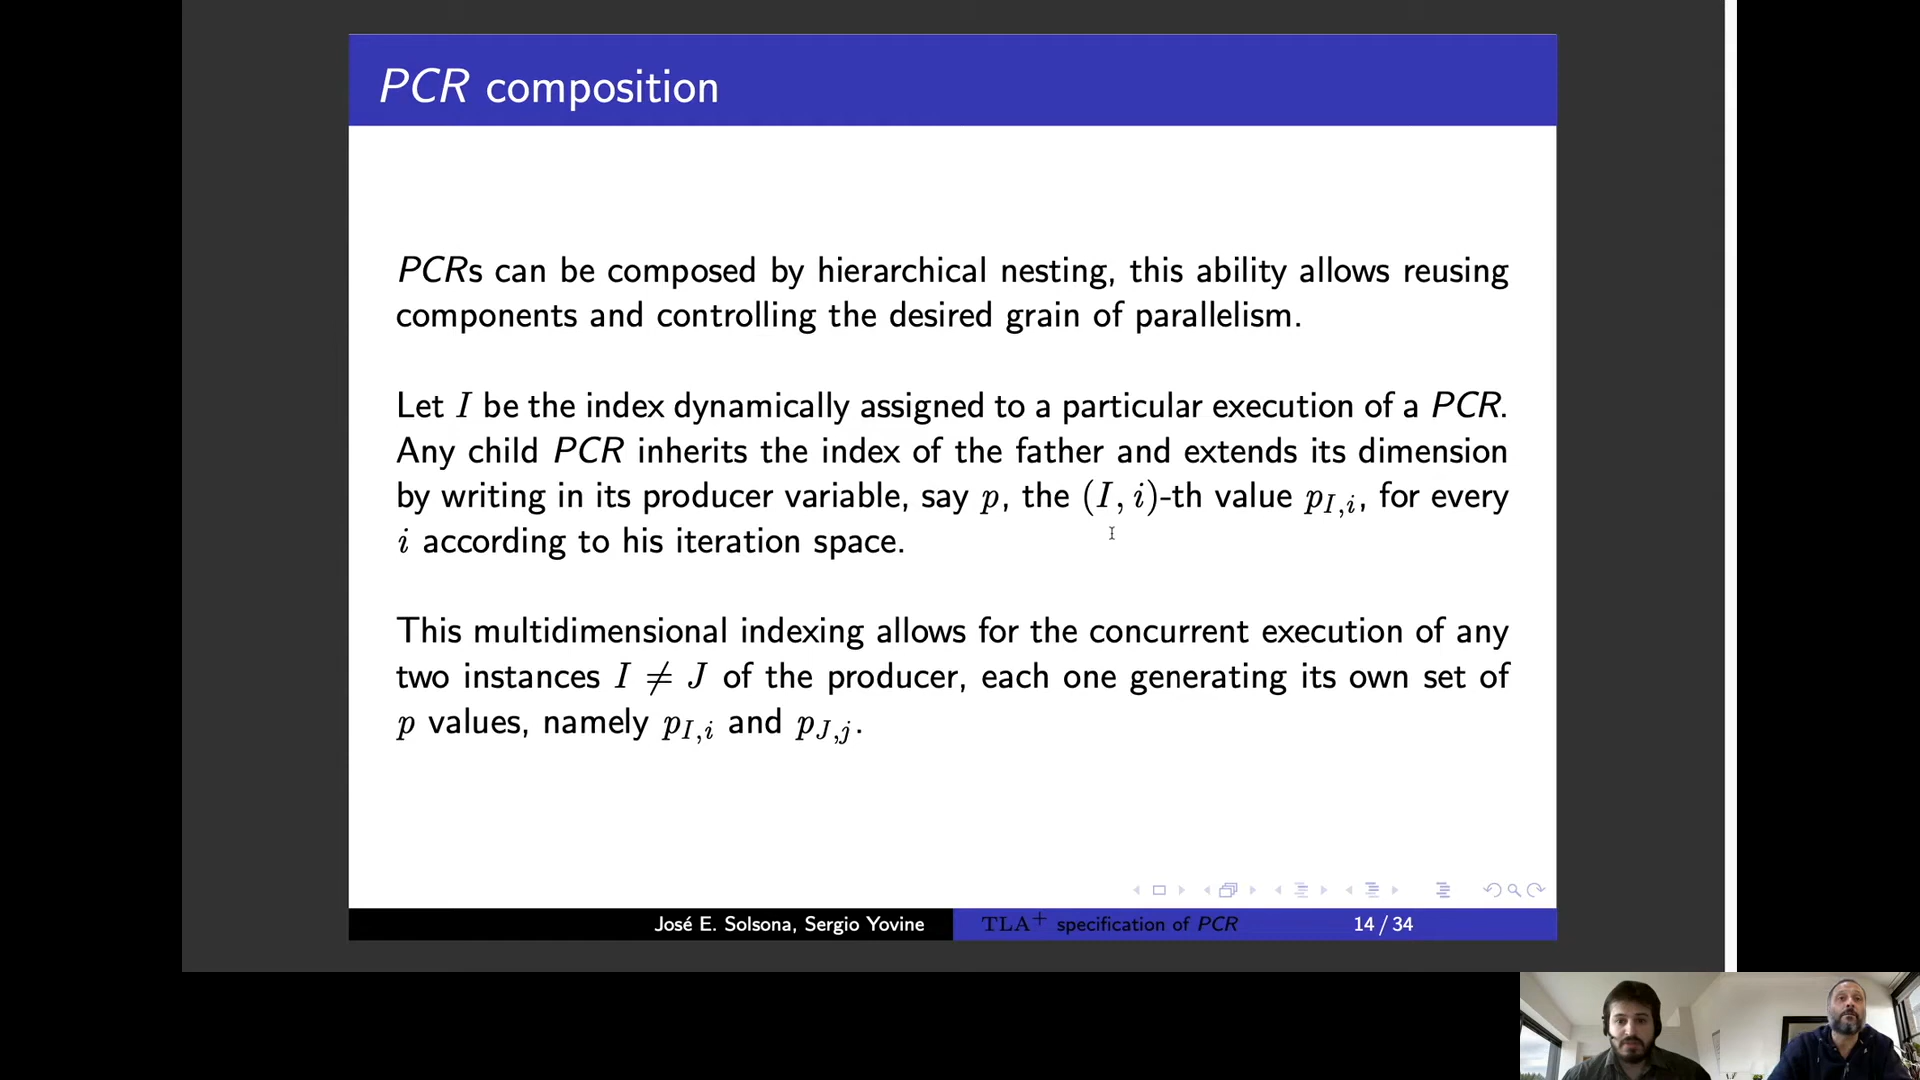 PCR composition
PCRs can be composed by hierarchical nesting, this ability allows reusing
components and controlling the desired grain of parallelism.
Let I be the index dynamically assigned to a particular execution of a PCR.
Any child PCR inherits the index of the father and extends its dimension
by writing in its producer variable, say p, the (I, i)-th value p_{I,i}, for every
i according to his iteration space.
This multidimensional indexing allows for the concurrent execution of any
two instances I ≠ J of the producer, each one generating its own set of
p values, namely p_{I,i} and p_{J,j}.
José E. Solsona, Sergio Yovine TLA⁺ specification of PCR 14 / 34